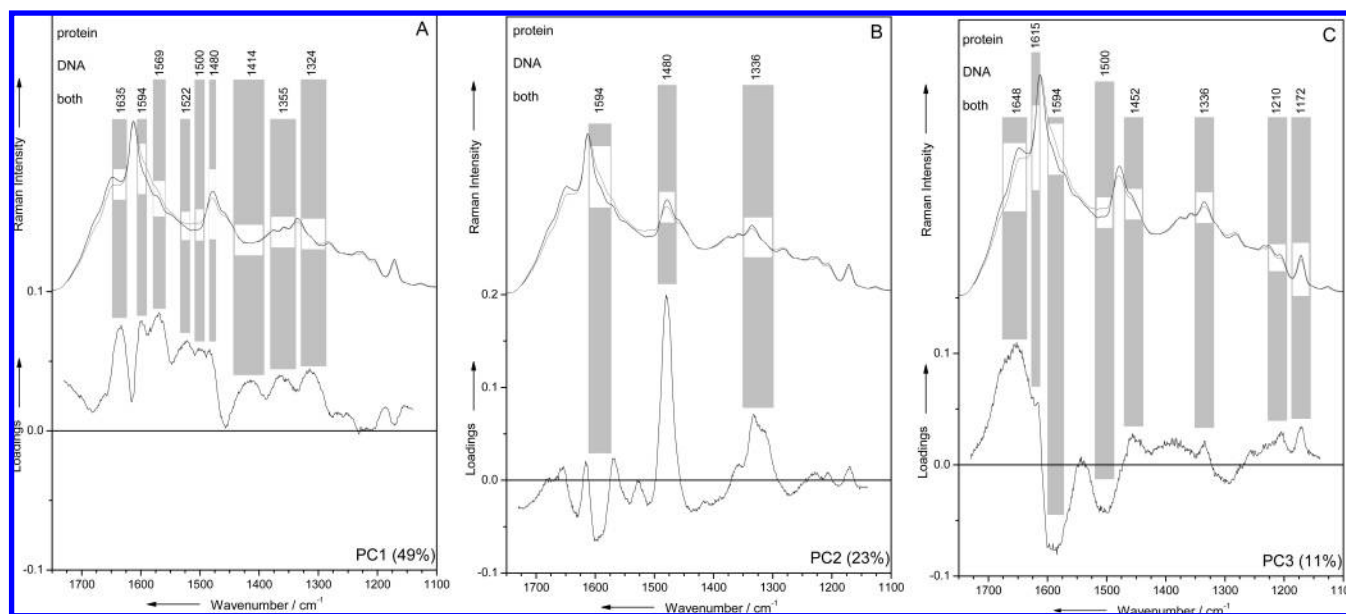 A
protein
DNA
both
1635
1594
1569
1522
1500
1480
1414
1355
1324
Raman Intensity
Loadings
0.1
0.0
-0.1
PC1 (49%)
1700 1600 1500 1400 1300 1200 1100
Wavenumber / cm-1
B
protein
DNA
both
1594
1480
1336
Raman Intensity
Loadings
0.2
0.1
0.0
-0.1
PC2 (23%)
1700 1600 1500 1400 1300 1200 1100
Wavenumber / cm-1
C
protein
DNA
both
1648
1615
1594
1500
1452
1336
1210
1172
Raman Intensity
Loadings
0.1
0.0
-0.1
PC3 (11%)
1700 1600 1500 1400 1300 1200 1100
Wavenumber / cm-1